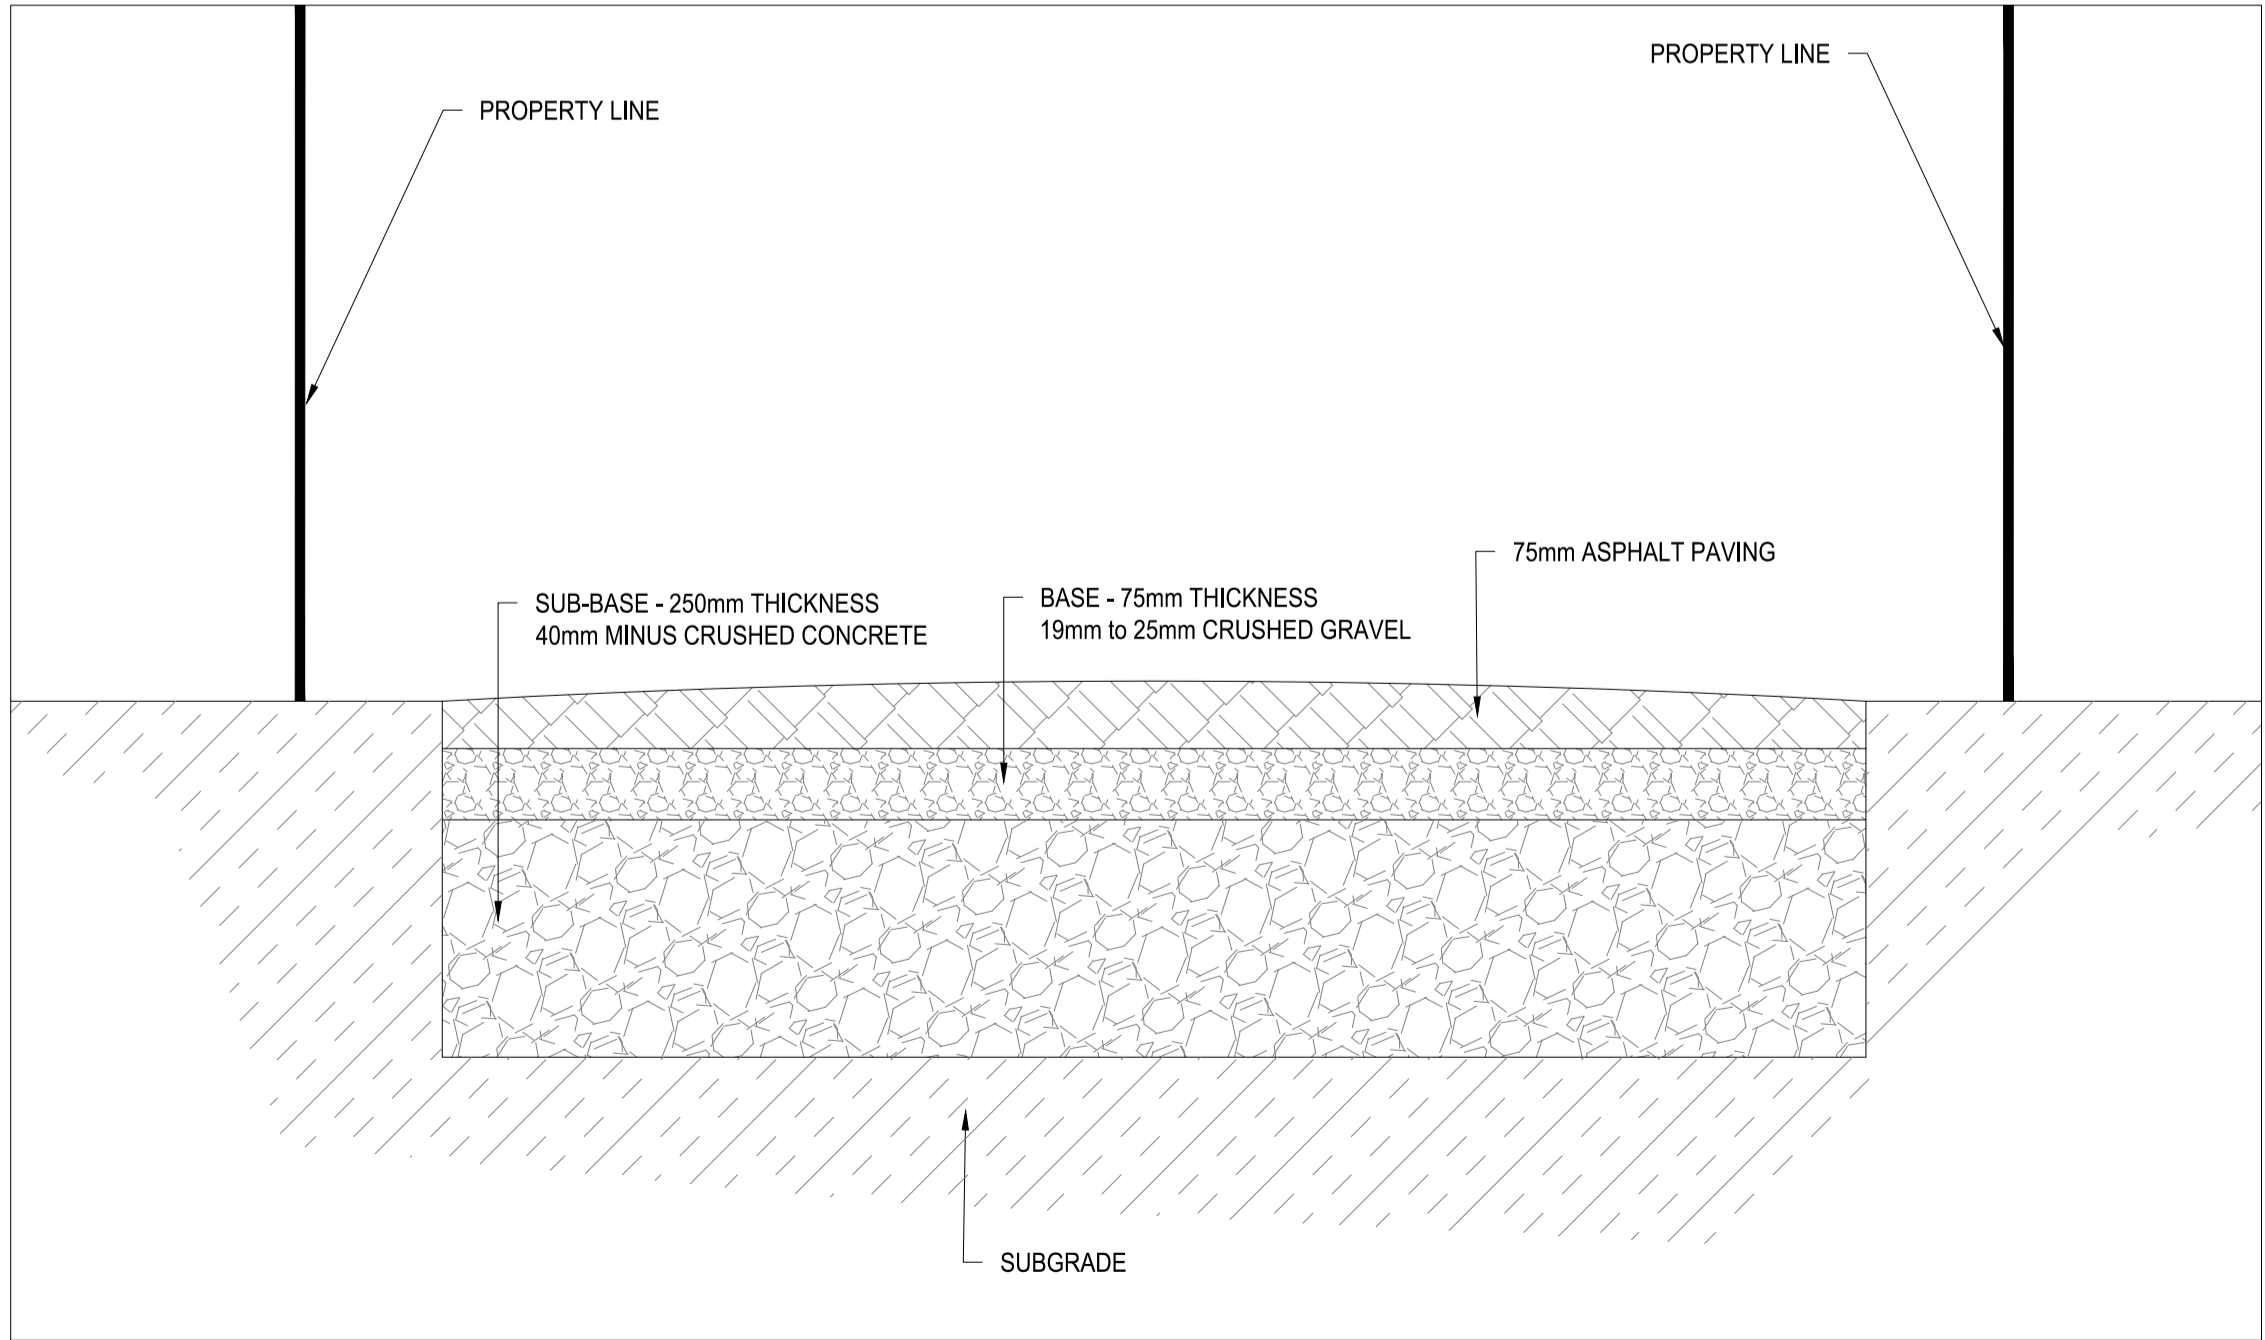 PROPERTY LINE
PROPERTY LINE
75mm ASPHALT PAVING
SUB-BASE - 250mm THICKNESS
40mm MINUS CRUSHED CONCRETE
BASE - 75mm THICKNESS
19mm to 25mm CRUSHED GRAVEL
SUBGRADE